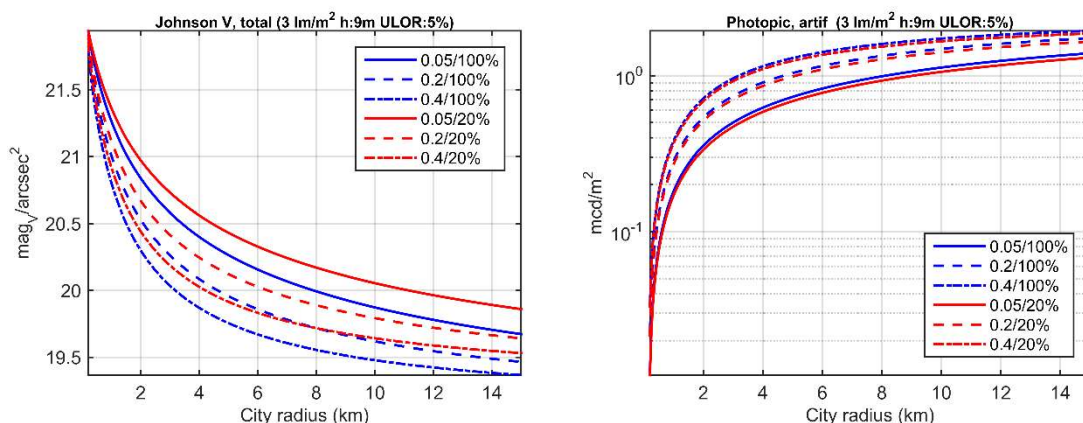 Johnson V, total (3 lm/m² h:9m ULOR:5%)
mag_V/arcsec²
21.5
21
20.5
20
19.5
0.05/100%
0.2/100%
0.4/100%
0.05/20%
0.2/20%
0.4/20%
2 4 6 8 10 12 14
City radius (km)
Photopic, artif (3 lm/m² h:9m ULOR:5%)
mcd/m²
10⁰
10⁻¹
0.05/100%
0.2/100%
0.4/100%
0.05/20%
0.2/20%
0.4/20%
2 4 6 8 10 12 14
City radius (km)